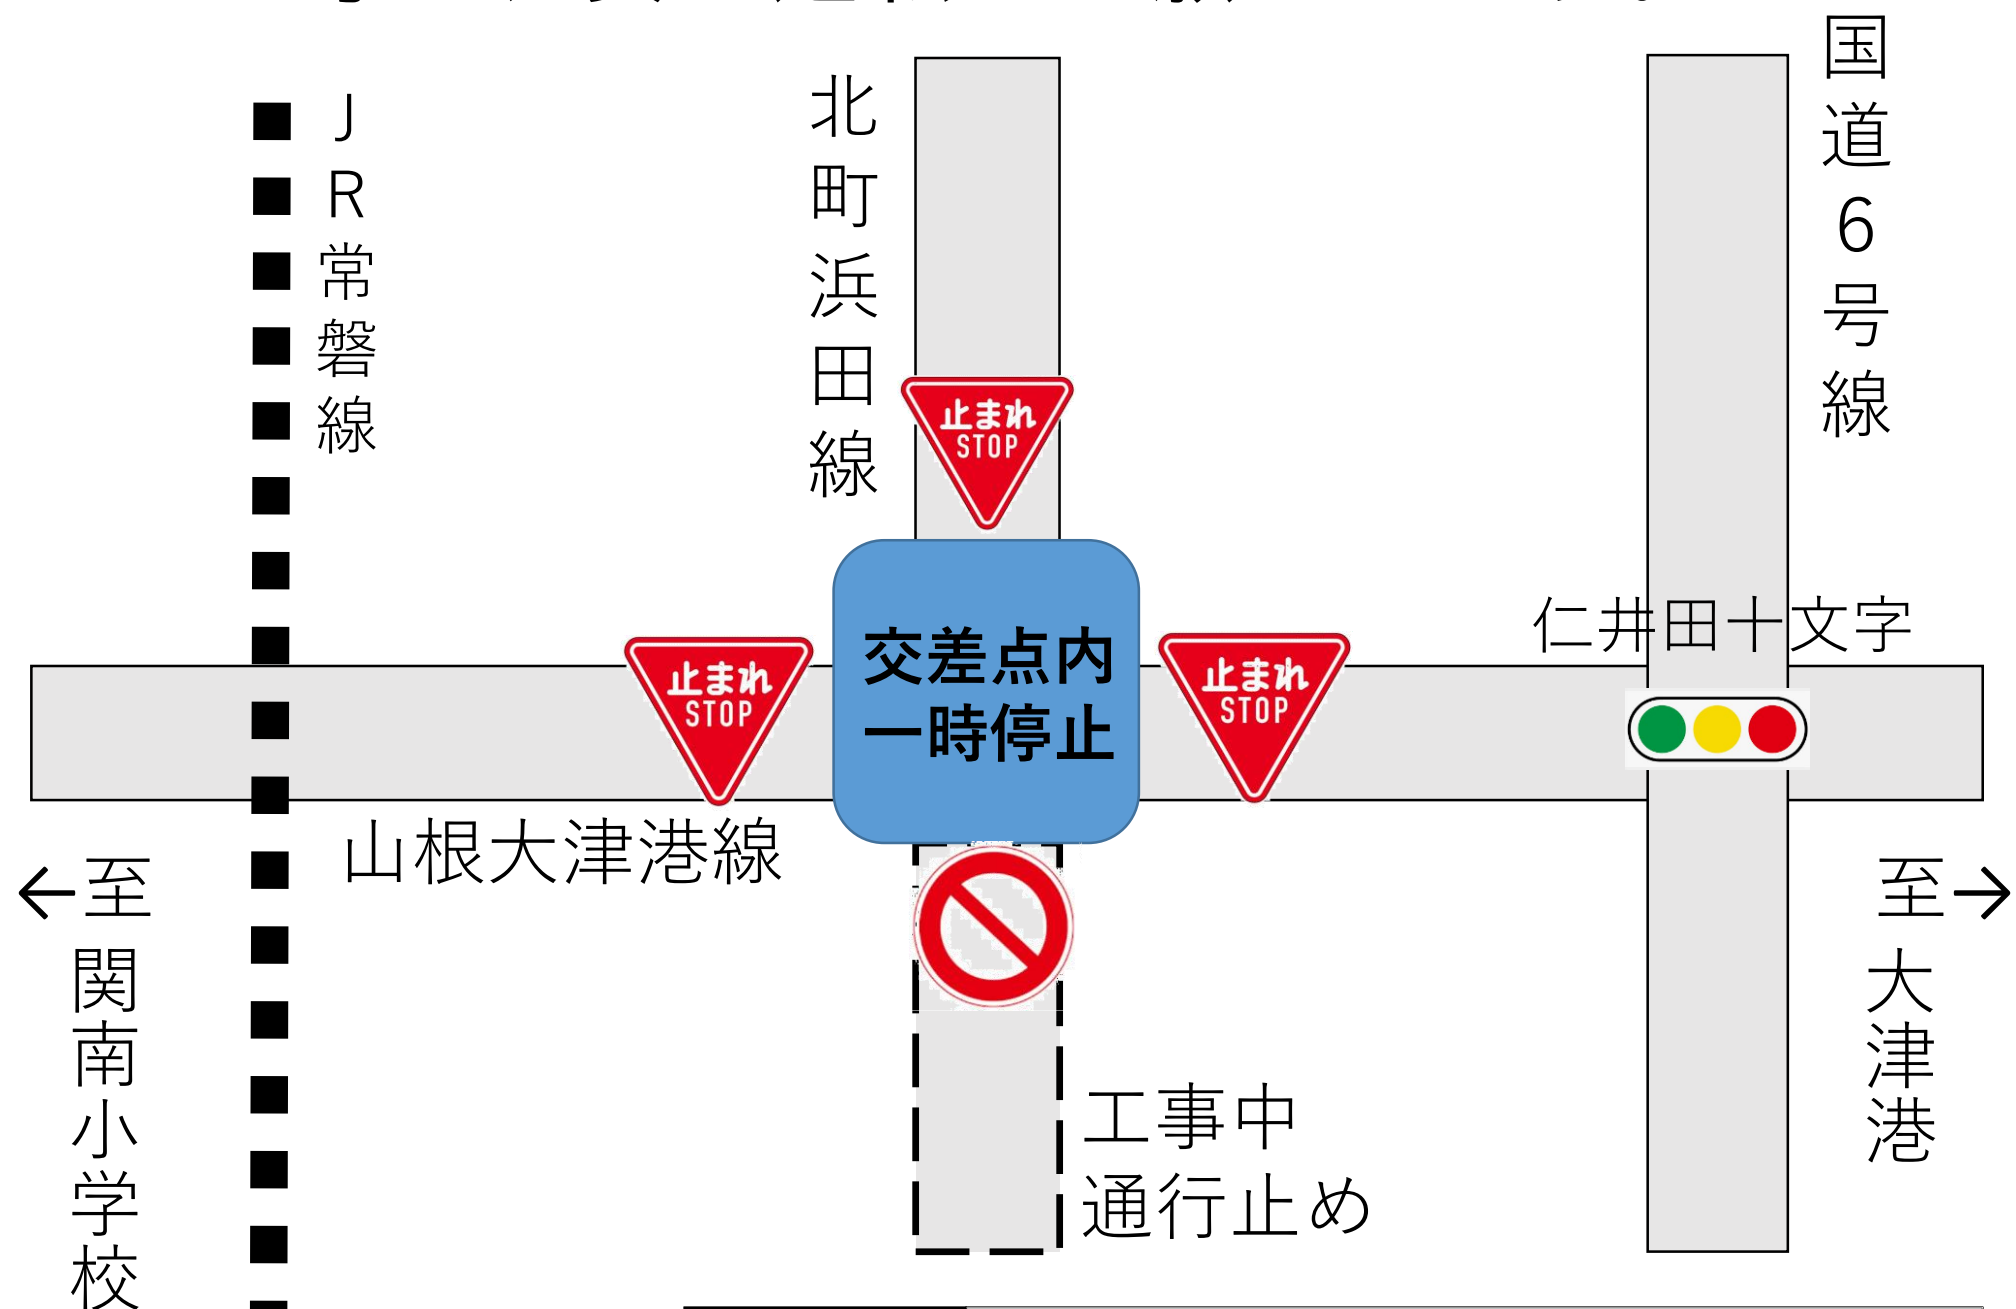 国道6号線
JR常磐線
北町浜田線
止まれ
STOP
仁井田十文字
交差点内
一時停止
止まれ
STOP
止まれ
STOP
山根大津港線
←至
関南小学校
至→
大津港
工事中
通行止め